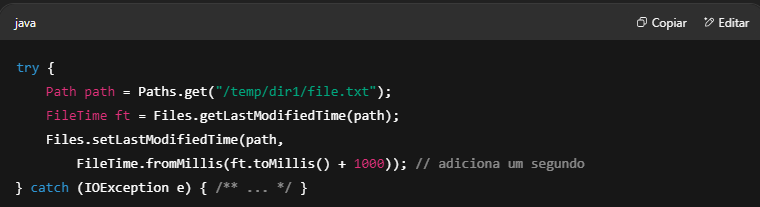 java
Copiar
Editar
try {
Path path = Paths.get("/temp/dir1/file.txt");
FileTime ft = Files.getLastModifiedTime(path);
Files.setLastModifiedTime(path,
FileTime.fromMillis(ft.toMillis() + 1000)); // adiciona um segundo
} catch (IOException e) { /** ... */ }